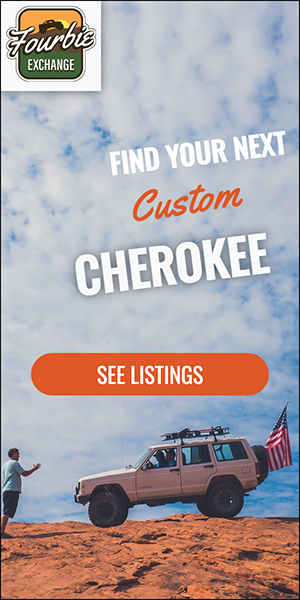 Fourbie
EXCHANGE
FIND YOUR NEXT
Custom
CHEROKEE
SEE LISTINGS